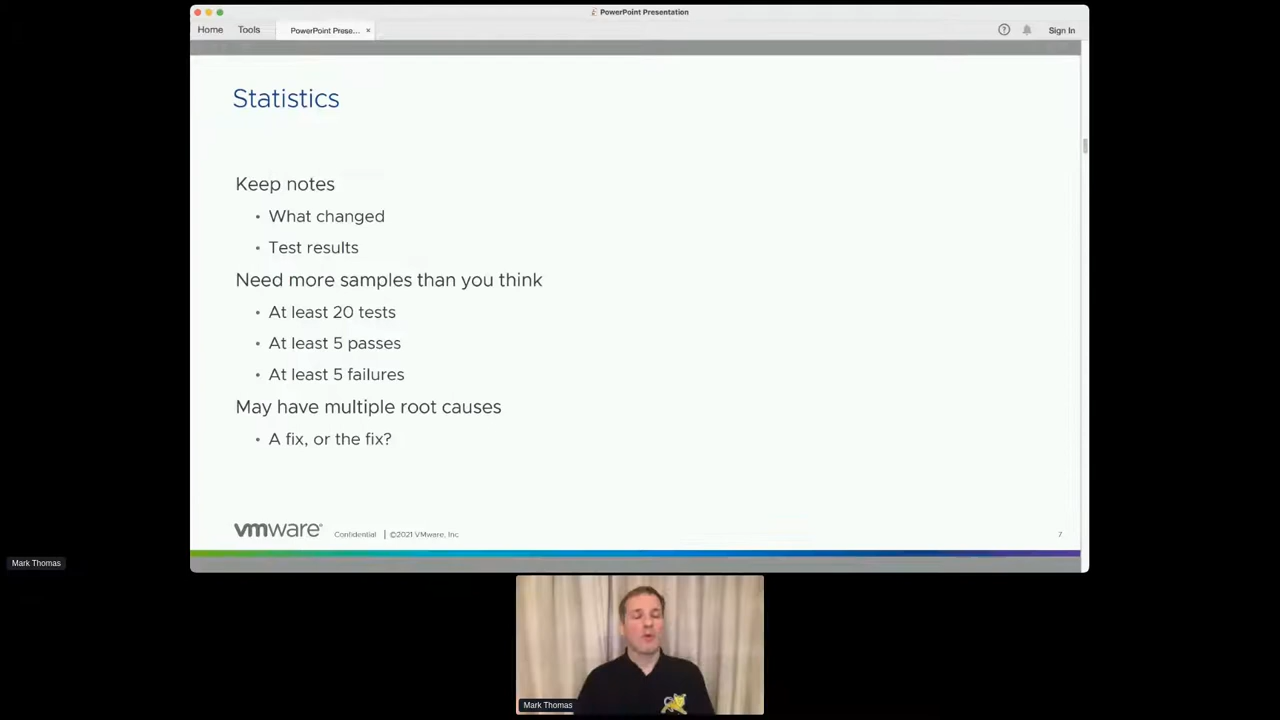 PowerPoint Presentation
Home Tools PowerPoint Prese... × Sign In
Statistics
Keep notes
• What changed
• Test results
Need more samples than you think
• At least 20 tests
• At least 5 passes
• At least 5 failures
May have multiple root causes
• A fix, or the fix?
vmware® Confidential | ©2021 VMware, Inc 7
Mark Thomas
Mark Thomas